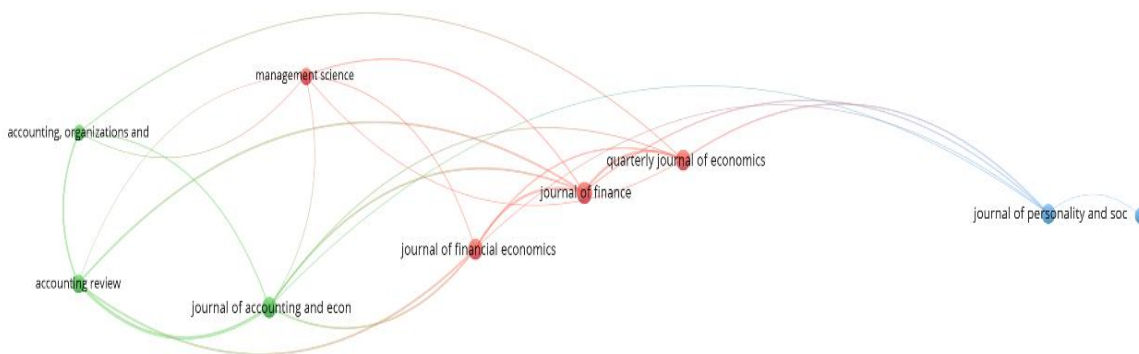 management science
accounting, organizations and
quarterly journal of economics
journal of finance
journal of personality and soc
journal of financial economics
accounting review
journal of accounting and econ